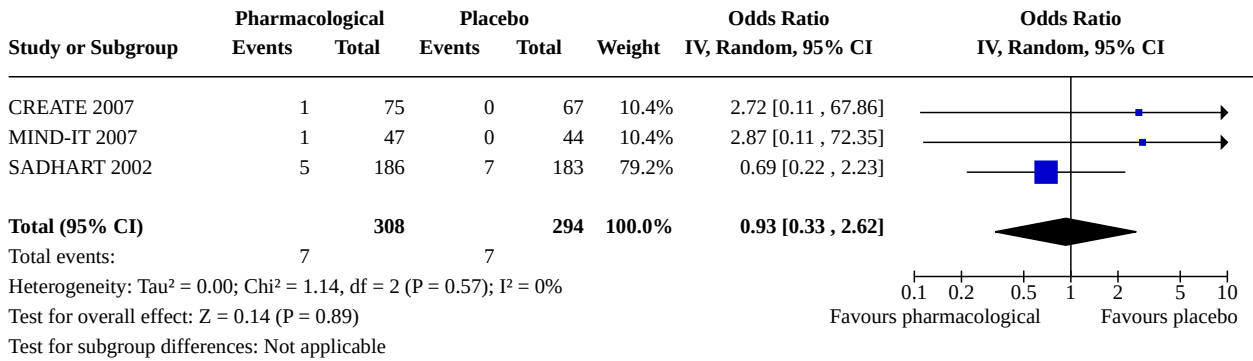 Pharmacological Placebo Odds Ratio Odds Ratio
Study or Subgroup Events Total Events Total Weight IV, Random, 95% CI IV, Random, 95% CI
CREATE 2007 1 75 0 67 10.4% 2.72 [0.11 , 67.86]
MIND-IT 2007 1 47 0 44 10.4% 2.87 [0.11 , 72.35]
SADHART 2002 5 186 7 183 79.2% 0.69 [0.22 , 2.23]
Total (95% CI) 308 294 100.0% 0.93 [0.33 , 2.62]
Total events: 7 7
Heterogeneity: Tau² = 0.00; Chi² = 1.14, df = 2 (P = 0.57); I² = 0%
0.1 0.2 0.5 1 2 5 10
Test for overall effect: Z = 0.14 (P = 0.89)
Favours pharmacological Favours placebo
Test for subgroup differences: Not applicable